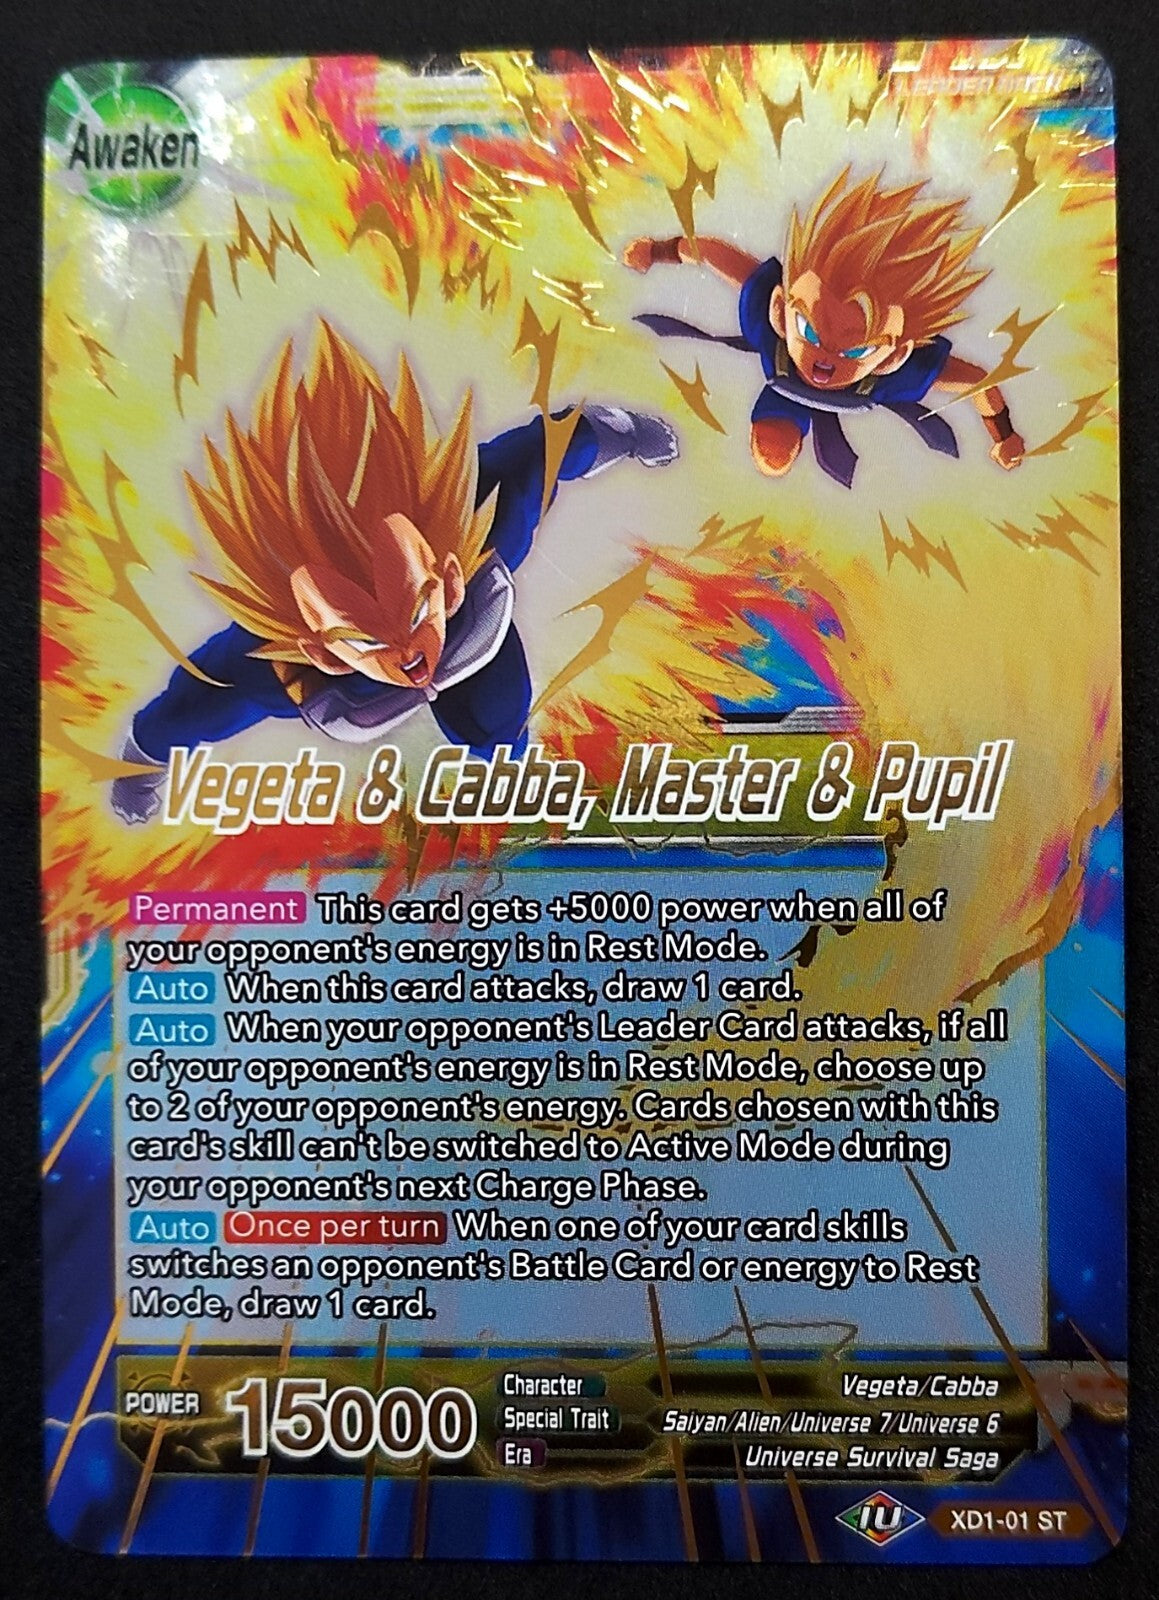 Awaken
LEADER
Vegeta & Cabba, Master & Pupil
Permanent This card gets +5000 power when all of
your opponent's energy is in Rest Mode.
Auto When this card attacks, draw 1 card.
Auto When your opponent's Leader Card attacks, if all
of your opponent's energy is in Rest Mode, choose up
to 2 of your opponent's energy. Cards chosen with this
card's skill can't be switched to Active Mode during
your opponent's next Charge Phase.
Auto Once per turn When one of your card skills
switches an opponent's Battle Card or energy to Rest
Mode, draw 1 card.
POWER 15000
Character Vegeta/Cabba
Special Trait Saiyan/Alien/Universe 7/Universe 6
Era Universe Survival Saga
IU XD1-01 ST